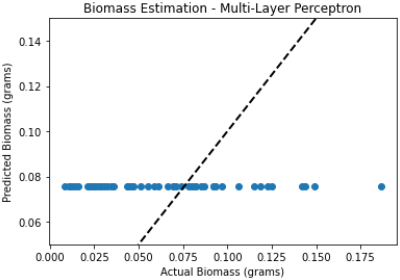 Biomass Estimation - Multi-Layer Perceptron
0.14
0.12
0.10
0.08
0.06
Predicted Biomass (grams)
0.000 0.025 0.050 0.075 0.100 0.125 0.150 0.175
Actual Biomass (grams)